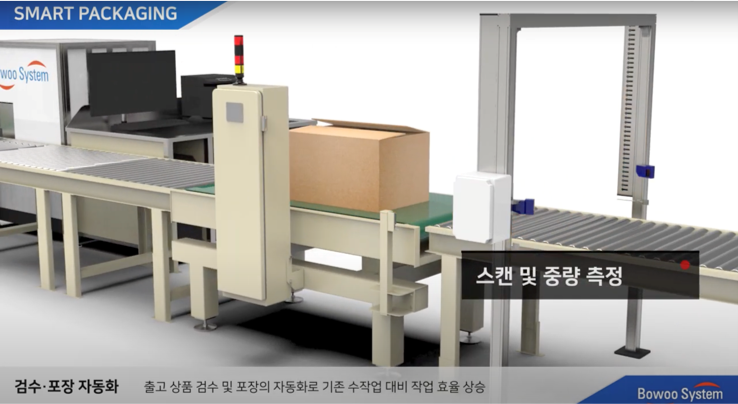 SMART PACKAGING
Bowoo System
스캔 및 중량 측정
검수·포장 자동화
출고 상품 검수 및 포장의 자동화로 기존 수작업 대비 작업 효율 상승
Bowoo System